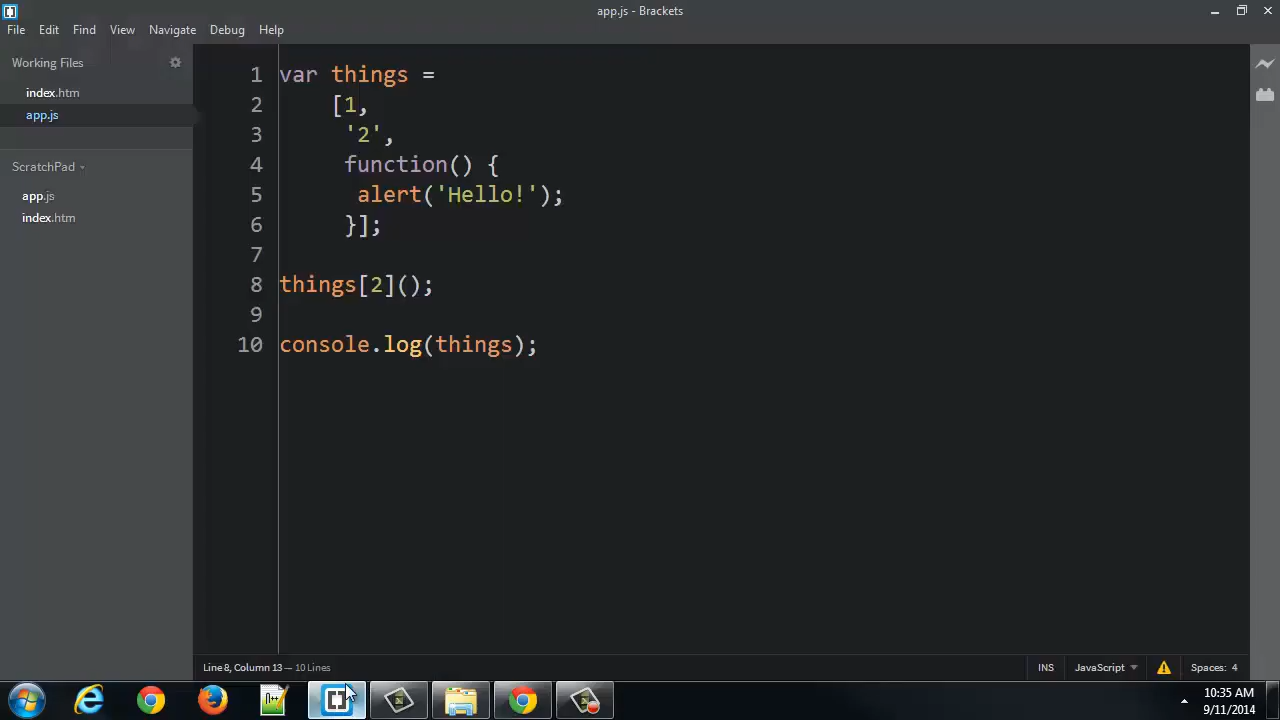 app.js - Brackets
File Edit Find View Navigate Debug Help
Working Files
index.htm
app.js
ScratchPad
app.js
index.htm
1 var things =
2 [1,
3 '2',
4 function() {
5 alert('Hello!');
6 }];
7
8 things[2]();
9
10 console.log(things);
Line 8, Column 13 — 10 Lines
INS JavaScript Spaces: 4
10:35 AM
9/11/2014